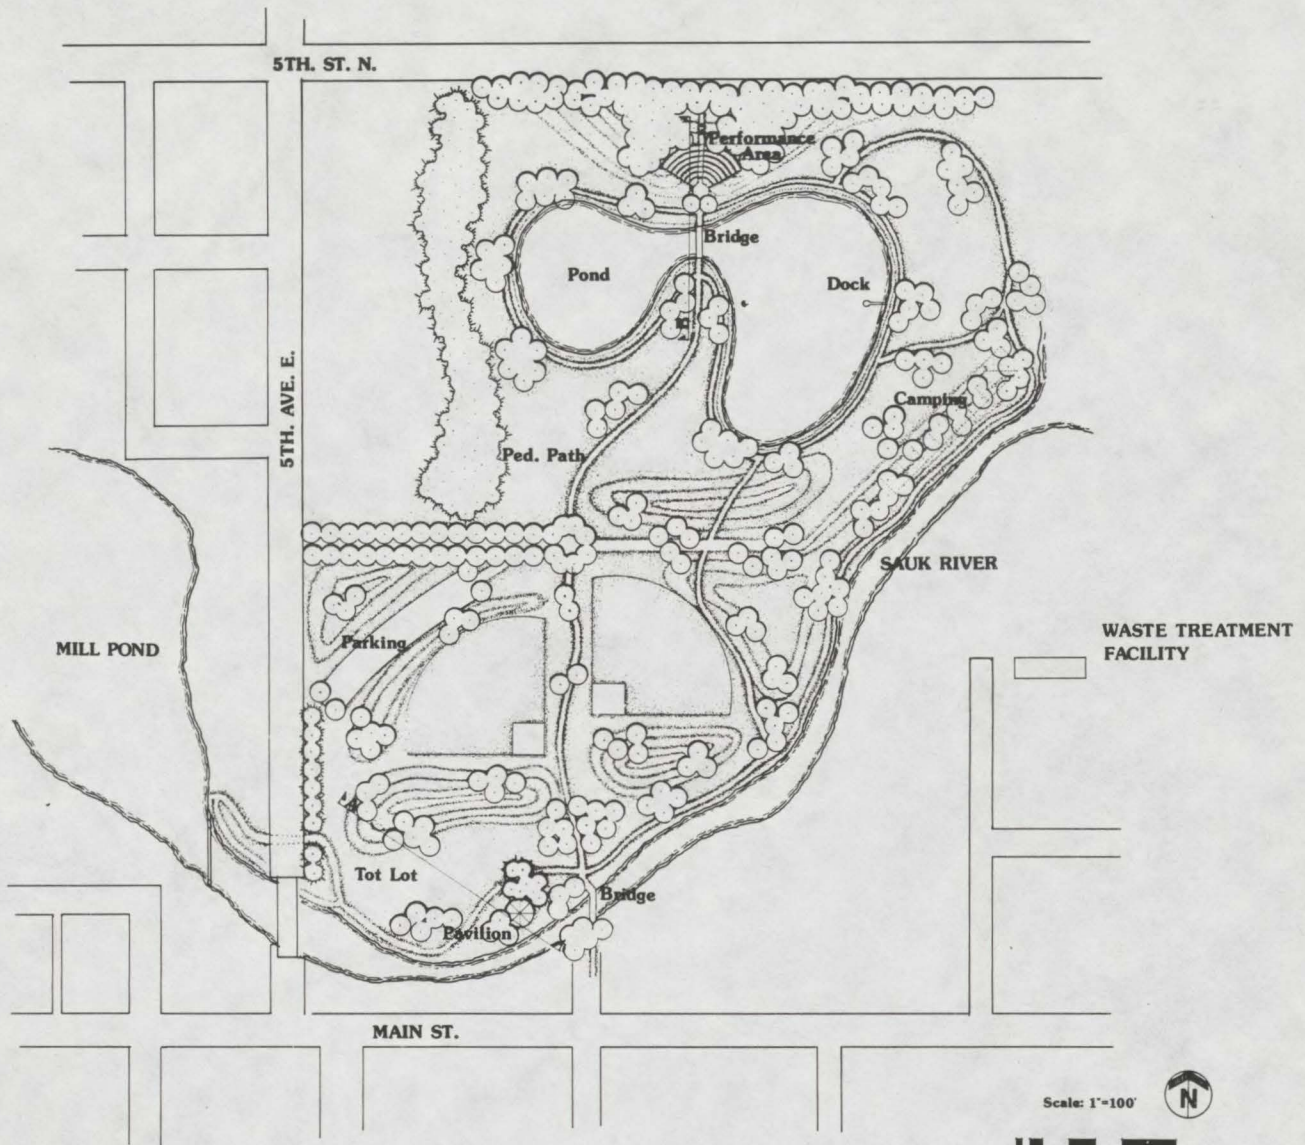 5TH. ST. N.
Performance
Area
Bridge
Pond
Dock
5TH. AVE. E.
Camping
Ped. Path
SAUK RIVER
WASTE TREATMENT
FACILITY
MILL POND
Parking
Tot Lot
Bridge
Pavilion
MAIN ST.
Scale: 1"=100'
N